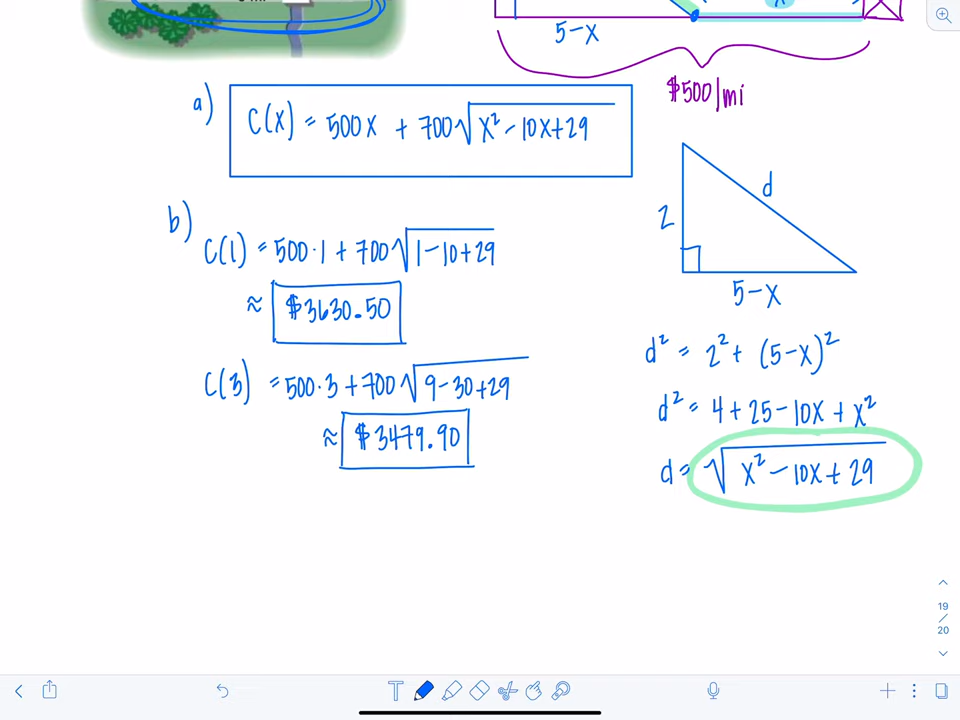 5-x
$500/mi
a)
C(x) = 500x + 700√x² - 10x + 29
b)
C(1) = 500·1 + 700√1-10+29
≈ $3630.50
C(3) = 500·3 + 700√9-30+29
≈ $3479.90
2
d
5-x
d² = 2² + (5-x)²
d² = 4 + 25 - 10x + x²
d = √x² - 10x + 29
19
/
20
T